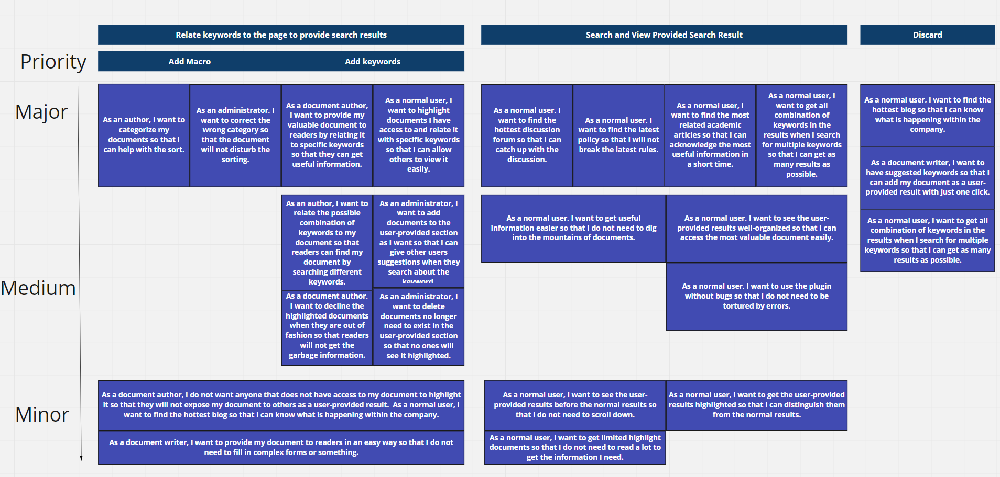 Relate keywords to the page to provide search results
Search and View Provided Search Result
Discard
Priority
Add Macro
Add keywords
Major
As an author, I want to
categorize my
documents so that I
can help with the sort.
As an administrator, I
want to correct the
wrong category so
that the document
will not disturb the
sorting.
As a document author,
I want to provide my
valuable document to
readers by relating it
to specific keywords
so that they can get
useful information.
As a normal user, I
want to highlight
documents I have
access to and relate it
with specific keywords
so that I can allow
others to view it
easily.
As a normal user, I
want to find the
hottest discussion
forum so that I can
catch up with the
discussion.
As a normal user, I
want to find the latest
policy so that I will not
break the latest rules.
As a normal user, I
want to find the most
related academic
articles so that I can
acknowledge the most
useful information in
a short time.
As a normal user, I
want to get all
combination of
keywords in the
results when I search
for multiple keywords
so that I can get as
many results as
possible.
As a normal user, I want to find the
hottest blog so that I can know
what is happening within the
company.
As a document writer, I want to
have suggested keywords so that I
can add my document as a user-
provided result with just one click.
As a normal user, I want to get all
combination of keywords in the
results when I search for multiple
keywords so that I can get as many
results as possible.
Medium
As an author, I want to
relate the possible
combination of
keywords to my
document so that
readers can find my
document by
searching different
keywords.
As an administrator, I
want to add
documents to the
user-provided section
as I want so that I can
give other users
suggestions when they
search about the
keyword.
As a document author,
I want to decline the
highlighted documents
when they are out of
fashion so that readers
will not get the
garbage information.
As an administrator, I
want to delete
documents no longer
need to exist in the
user-provided section
so that no ones will
see it highlighted.
As a normal user, I want to get useful
information easier so that I do not need to dig
into the mountains of documents.
As a normal user, I want to see the user-
provided results well-organized so that I can
access the most valuable document easily.
As a normal user, I want to use the plugin
without bugs so that I do not need to be
tortured by errors.
Minor
As a document author, I do not want anyone that does not have access to my document to highlight
it so that they will not expose my document to others as a user-provided result. As a normal user, I
want to find the hottest blog so that I can know what is happening within the company.
As a document writer, I want to provide my document to readers in an easy way so that I do not
need to fill in complex forms or something.
As a normal user, I want to see the user-
provided results before the normal results so
that I do not need to scroll down.
As a normal user, I want to get the user-provided
results highlighted so that I can distinguish them
from the normal results.
As a normal user, I want to get limited highlight
documents so that I do not need to read a lot to
get the information I need.